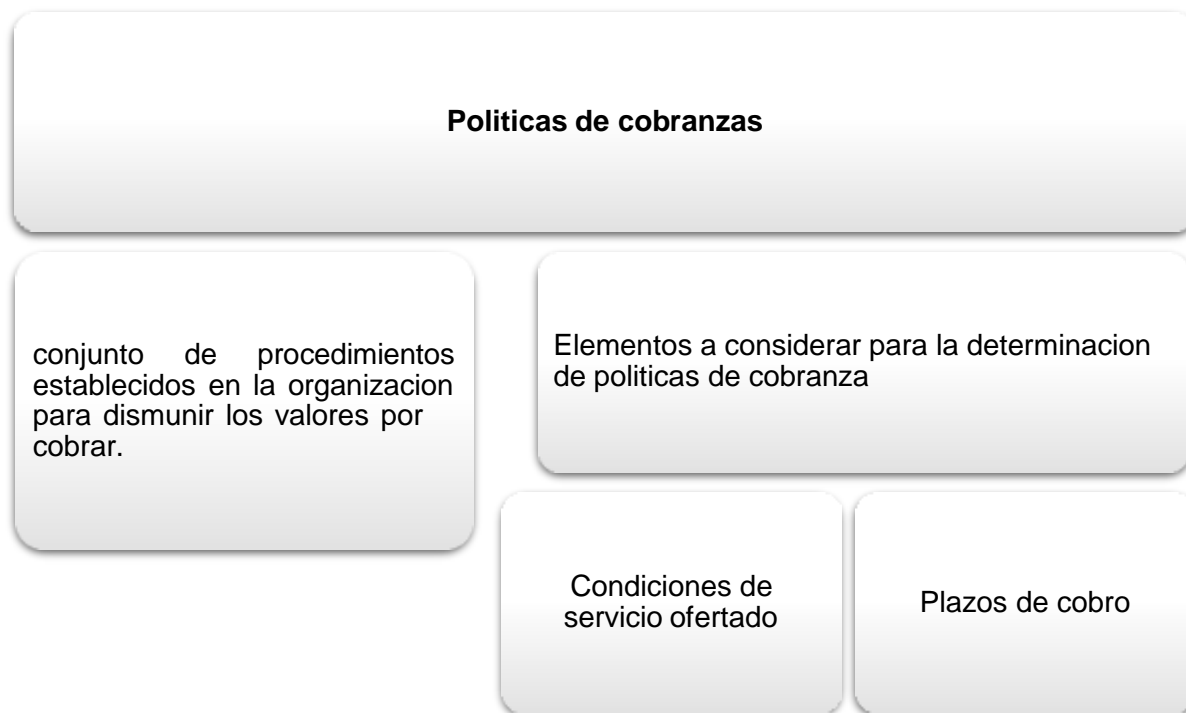 Politicas de cobranzas
conjunto de procedimientos
establecidos en la organizacion
para dismunir los valores por
cobrar.
Elementos a considerar para la determinacion
de politicas de cobranza
Condiciones de
servicio ofertado
Plazos de cobro